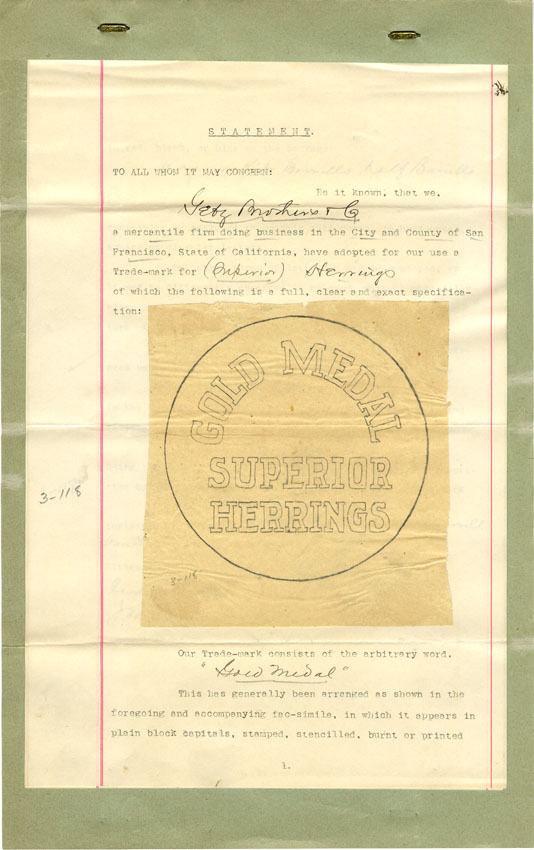 STATEMENT.
TO ALL WHOM IT MAY CONCERN:
Be it known, that we.
Getz Brothers & Co
a mercantile firm doing business in the City and County of San
Francisco, State of California, have adopted for our use a
Trade-mark for (Superior) Herrings
of which the following is a full, clear and exact specifica-
tion:
GOLD MEDAL
SUPERIOR
HERRINGS
3-118
3-118
Our Trade-mark consists of the arbitrary word.
"Gold Medal"
This has generally been arranged as shown in the
foregoing and accompanying fac-simile, in which it appears in
plain block capitals, stamped, stencilled, burnt or printed
1.